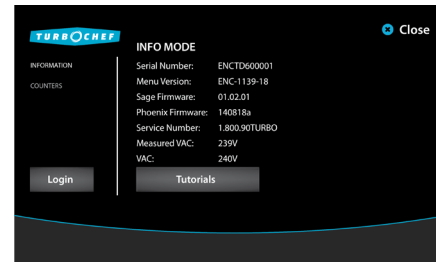 TURBOCHEF
Close
INFO MODE
INFORMATION
COUNTERS
Serial Number: ENCTD600001
Menu Version: ENC-1139-18
Sage Firmware: 01.02.01
Phoenix Firmware: 140818a
Service Number: 1.800.90TURBO
Measured VAC: 239V
VAC: 240V
Login
Tutorials